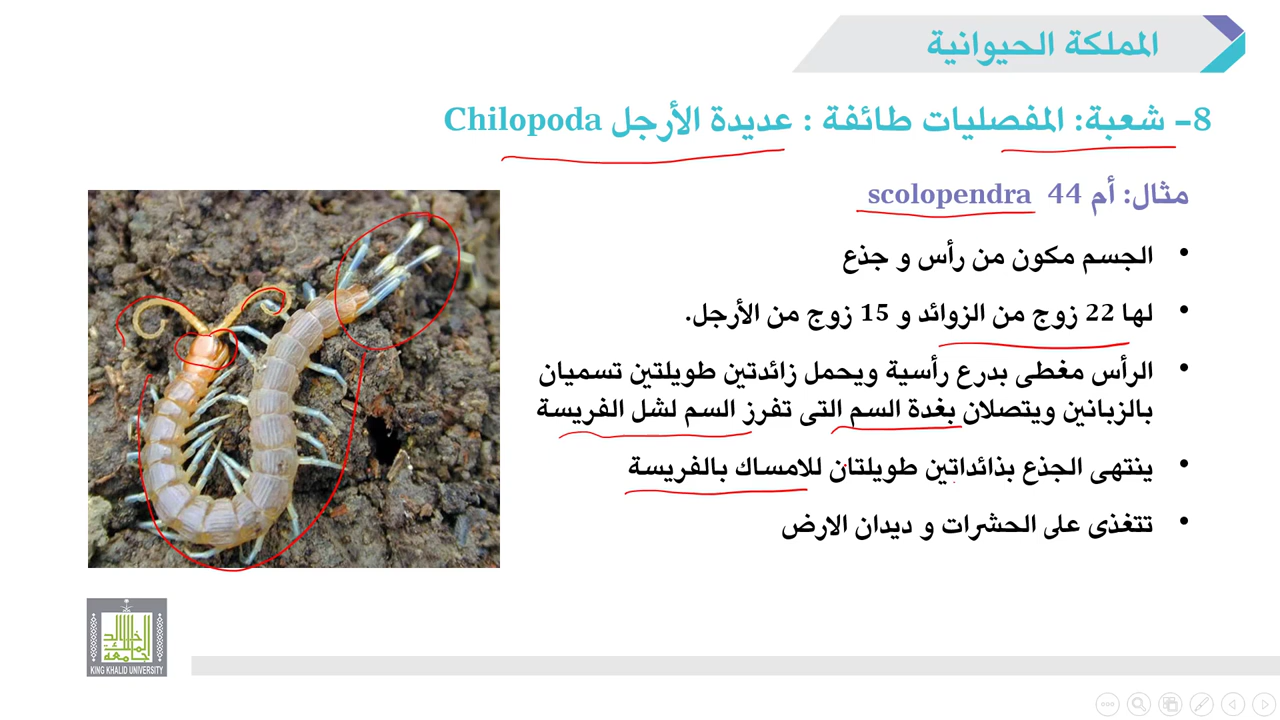 المملكة الحيوانية
8- شعبة: المفصليات طائفة : عديدة الأرجل Chilopoda
مثال: أم 44 scolopendra
• الجسم مكون من رأس و جذع
• لها 22 زوج من الزوائد و 15 زوج من الأرجل.
• الرأس مغطى بدرع رأسية ويحمل زائدتين طويلتين تسميان
بالزبانين ويتصلان بغدة السم التى تفرز السم لشل الفريسة
• ينتهى الجذع بذائداتين طويلتان للامساك بالفريسة
• تتغذى على الحشرات و ديدان الارض
جامعة الملك خالد
KING KHALID UNIVERSITY